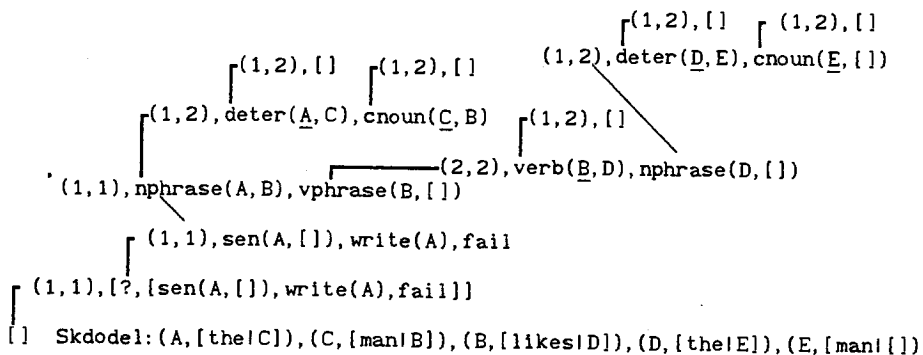 (1,2),[] (1,2),[]
(1,2),deter(D,E),cnoun(E,[])
(1,2),[] (1,2),[]
(1,2),deter(A,C),cnoun(C,B)
(1,2),[]
(2,2),verb(B,D),nphrase(D,[])
(1,1),nphrase(A,B),vphrase(B,[])
(1,1),sen(A,[]),write(A),fail
(1,1),[?,[sen(A,[]),write(A),fail]]
[] Skdodel:(A,[the|C]),(C,[man|B]),(B,[likes|D]),(D,[the|E]),(E,[man|[])